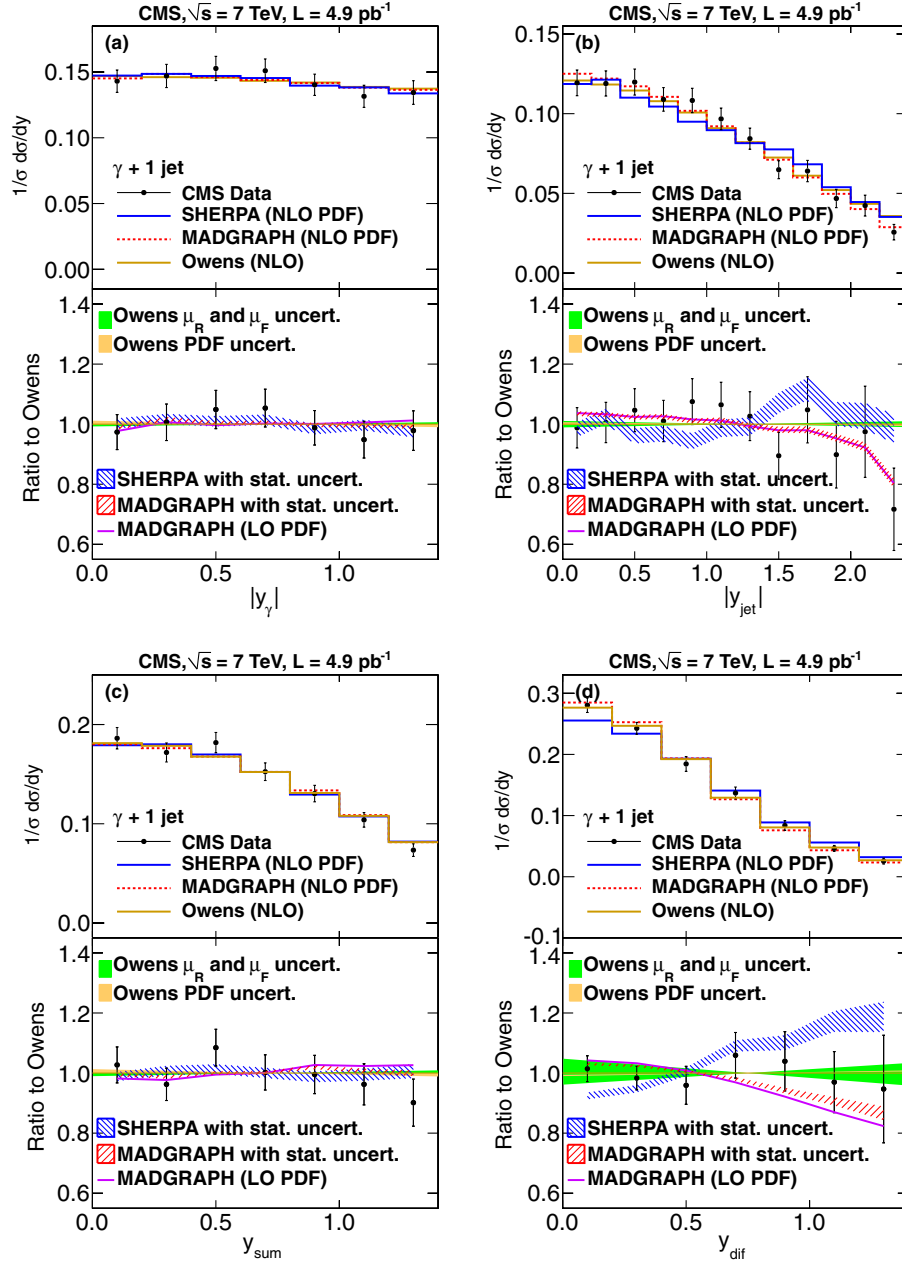 CMS, √s = 7 TeV, L = 4.9 pb⁻¹
(a)
0.15
0.10
0.05
0.00
1/σ dσ/dy
γ + 1 jet
CMS Data
SHERPA (NLO PDF)
MADGRAPH (NLO PDF)
Owens (NLO)
1.4
1.2
1.0
0.8
0.6
Ratio to Owens
Owens μ_R and μ_F uncert.
Owens PDF uncert.
SHERPA with stat. uncert.
MADGRAPH with stat. uncert.
MADGRAPH (LO PDF)
0.0 0.5 1.0
|y_γ|
CMS, √s = 7 TeV, L = 4.9 pb⁻¹
(b)
0.15
0.10
0.05
0.00
1/σ dσ/dy
γ + 1 jet
CMS Data
SHERPA (NLO PDF)
MADGRAPH (NLO PDF)
Owens (NLO)
1.4
1.2
1.0
0.8
0.6
Ratio to Owens
Owens μ_R and μ_F uncert.
Owens PDF uncert.
SHERPA with stat. uncert.
MADGRAPH with stat. uncert.
MADGRAPH (LO PDF)
0.0 0.5 1.0 1.5 2.0
|y_jet|
CMS, √s = 7 TeV, L = 4.9 pb⁻¹
(c)
0.2
0.1
0.0
1/σ dσ/dy
γ + 1 jet
CMS Data
SHERPA (NLO PDF)
MADGRAPH (NLO PDF)
Owens (NLO)
1.4
1.2
1.0
0.8
0.6
Ratio to Owens
Owens μ_R and μ_F uncert.
Owens PDF uncert.
SHERPA with stat. uncert.
MADGRAPH with stat. uncert.
MADGRAPH (LO PDF)
0.0 0.5 1.0
y_sum
CMS, √s = 7 TeV, L = 4.9 pb⁻¹
(d)
0.3
0.2
0.1
0.0
-0.1
1/σ dσ/dy
γ + 1 jet
CMS Data
SHERPA (NLO PDF)
MADGRAPH (NLO PDF)
Owens (NLO)
1.4
1.2
1.0
0.8
0.6
Ratio to Owens
Owens μ_R and μ_F uncert.
Owens PDF uncert.
SHERPA with stat. uncert.
MADGRAPH with stat. uncert.
MADGRAPH (LO PDF)
0.0 0.5 1.0
y_dif